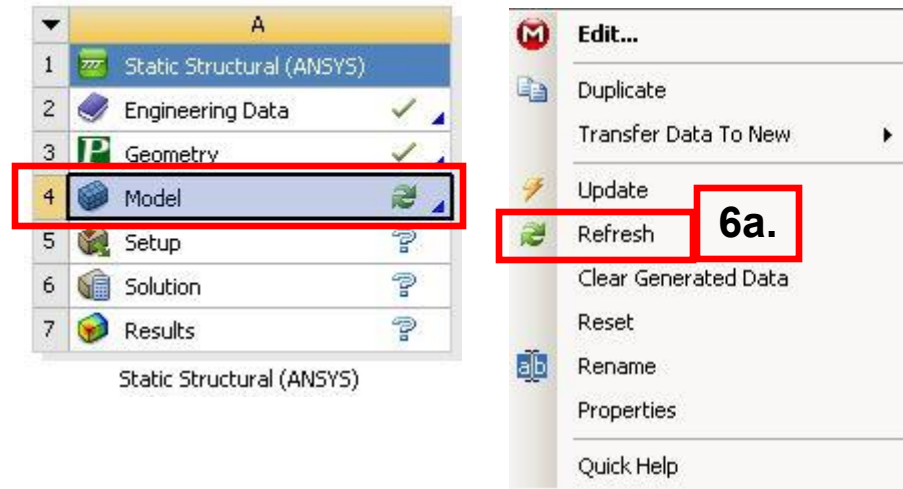 A
1 Static Structural (ANSYS)
2 Engineering Data
3 Geometry
4 Model
5 Setup
6 Solution
7 Results
Static Structural (ANSYS)
Edit...
Duplicate
Transfer Data To New
Update
Refresh
6a.
Clear Generated Data
Reset
Rename
Properties
Quick Help